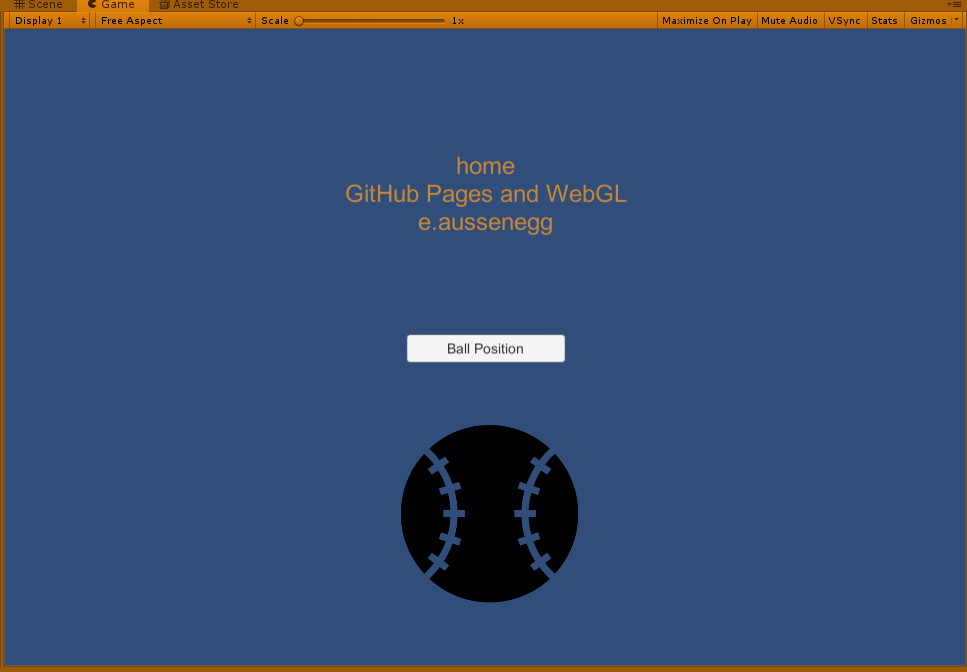 Scene Game Asset Store
Display 1 Free Aspect Scale 1x Maximize On Play Mute Audio VSync Stats Gizmos
home
GitHub Pages and WebGL
e.aussenegg
Ball Position